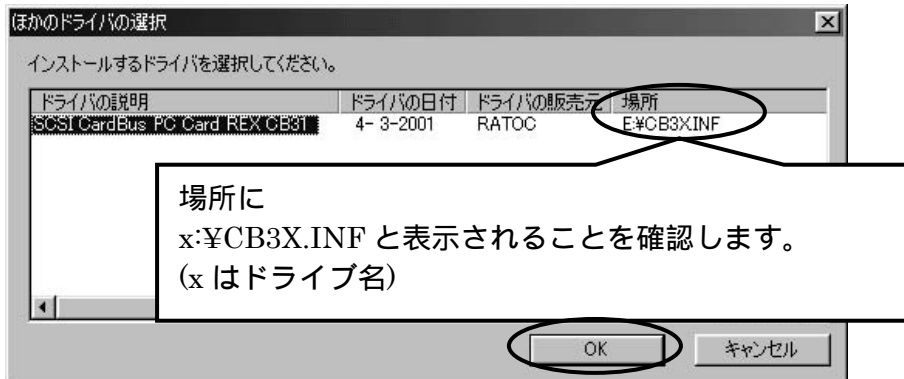 ほかのドライバの選択
インストールするドライバを選択してください。
ドライバの説明 ドライバの日付 ドライバの販売元 場所
SCSI CardBus PC Card REX CB31 4- 3-2001 RATOC E:¥CB3X.INF
場所に
x:¥CB3X.INF と表示されることを確認します。
(x はドライブ名)
OK キャンセル